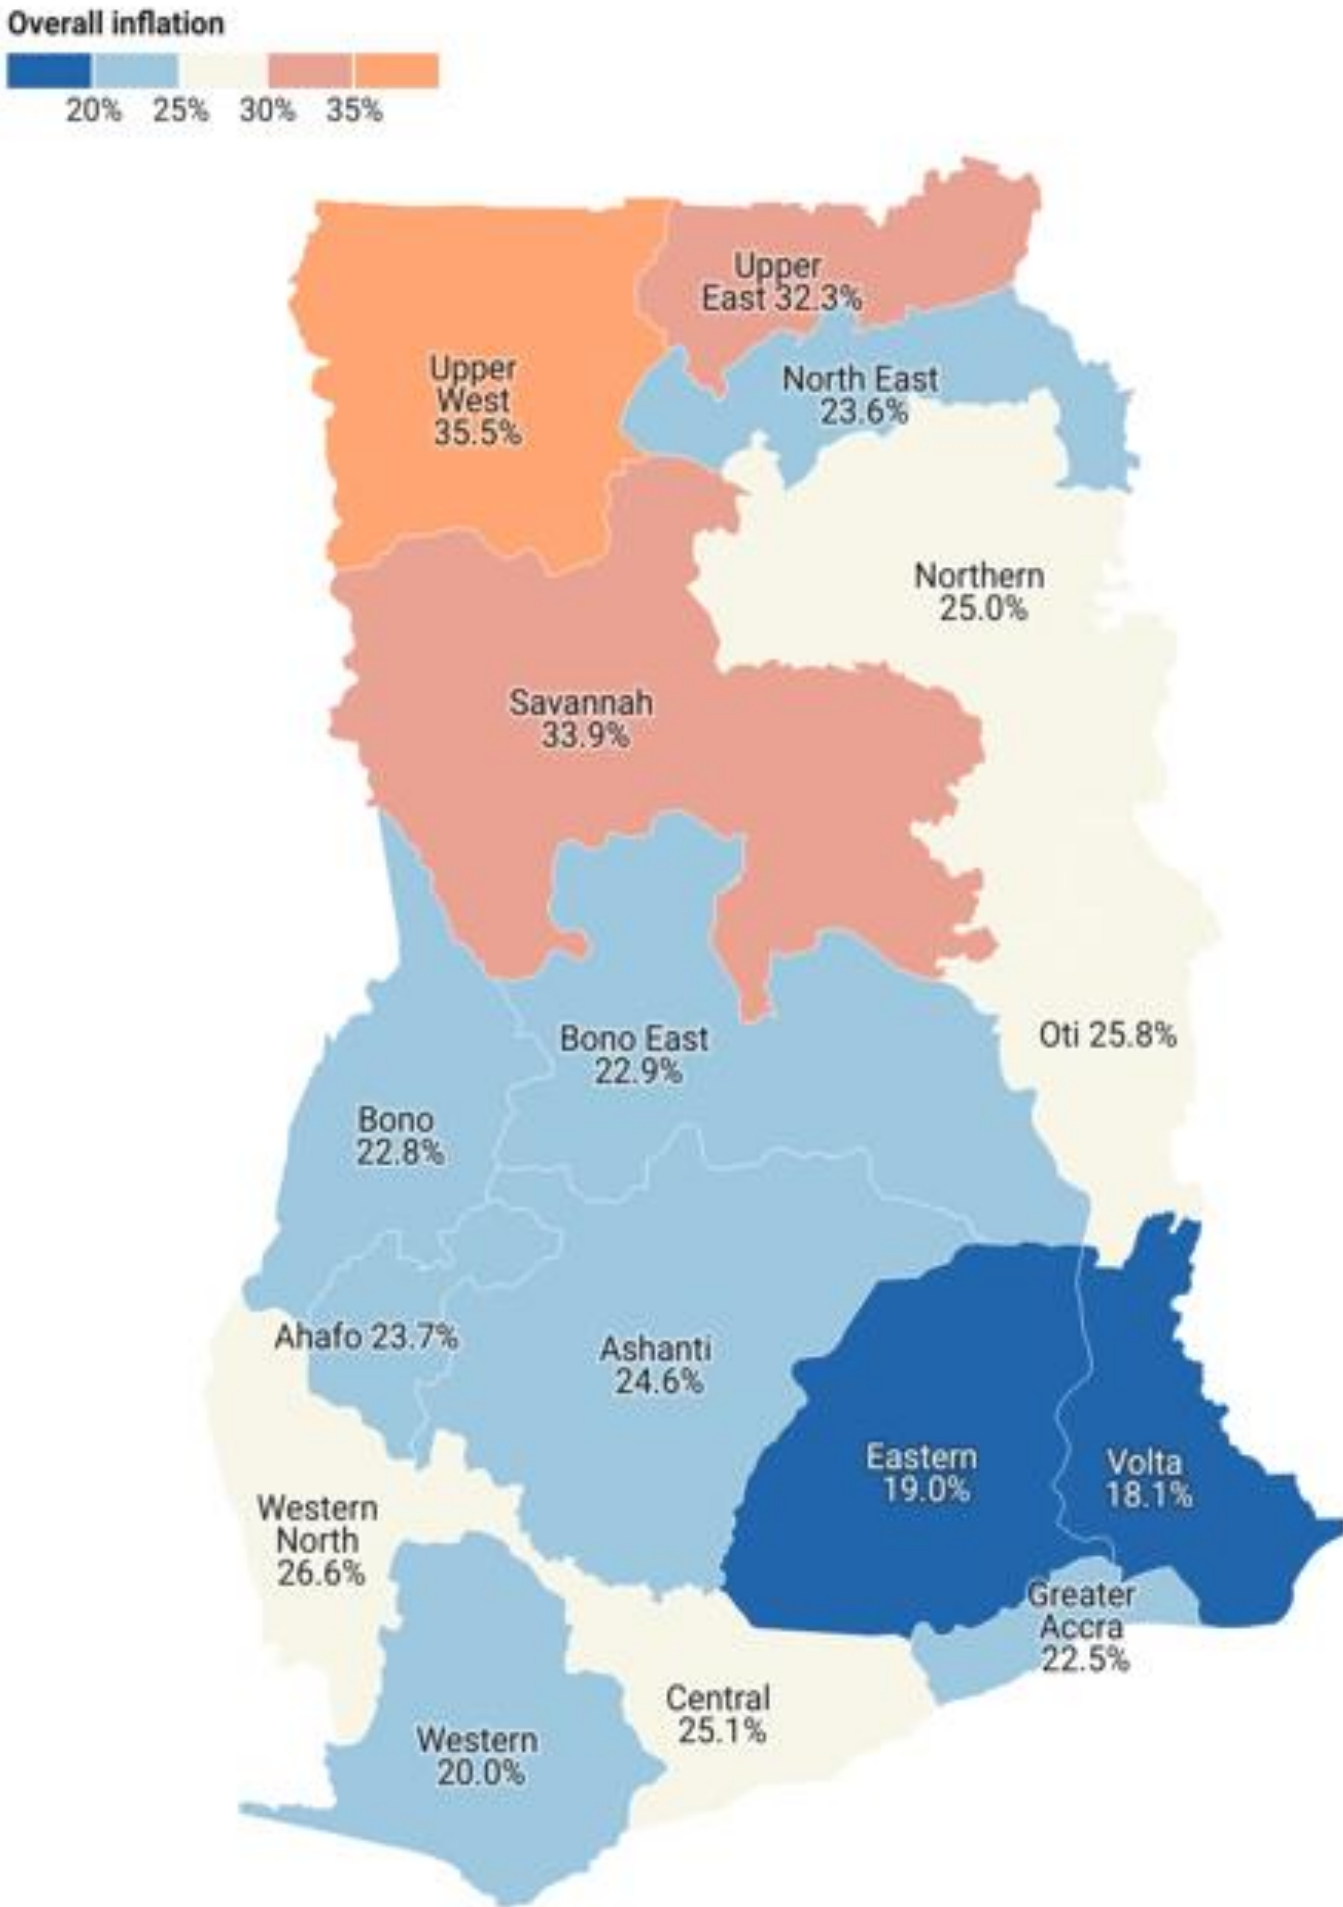 Overall inflation
20% 25% 30% 35%
Upper
East 32.3%
Upper
West
35.5%
North East
23.6%
Northern
25.0%
Savannah
33.9%
Oti 25.8%
Bono East
22.9%
Bono
22.8%
Ahafo 23.7%
Ashanti
24.6%
Eastern
19.0%
Volta
18.1%
Western
North
26.6%
Greater
Accra
22.5%
Central
25.1%
Western
20.0%